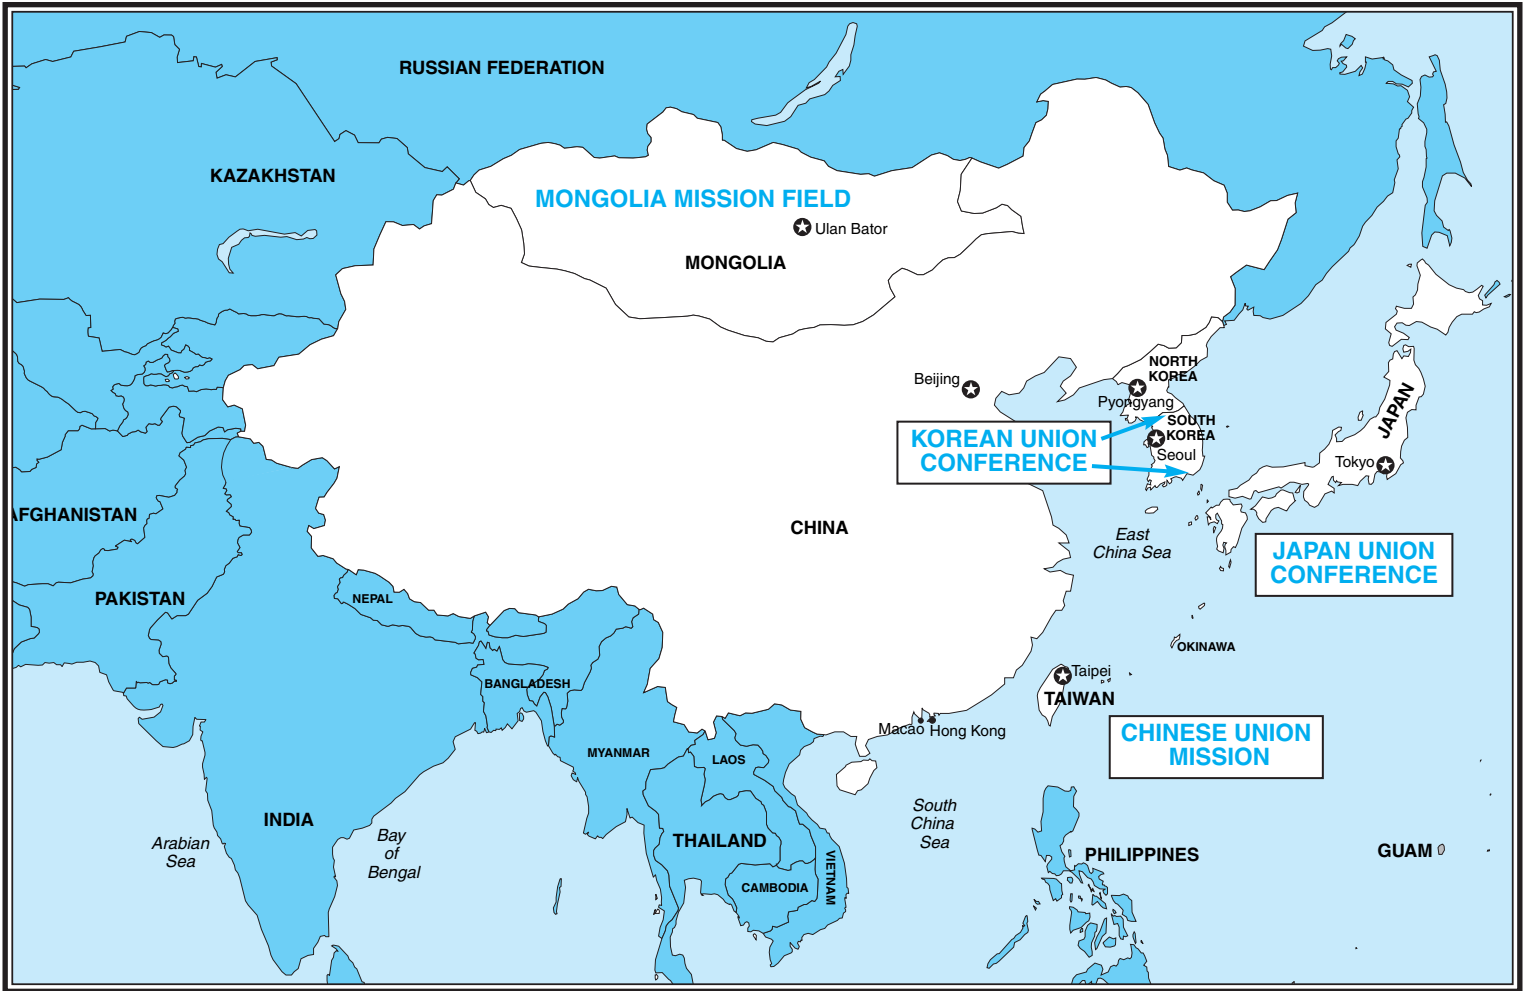 RUSSIAN FEDERATION
KAZAKHSTAN
MONGOLIA MISSION FIELD
Ulan Bator
MONGOLIA
NORTH
KOREA
Beijing
Pyongyang
JAPAN
SOUTH
KOREA
KOREAN UNION
CONFERENCE
Seoul
Tokyo
AFGHANISTAN
CHINA
East
China Sea
JAPAN UNION
CONFERENCE
PAKISTAN
NEPAL
OKINAWA
Taipei
BANGLADESH
TAIWAN
Macao
Hong Kong
CHINESE UNION
MISSION
MYANMAR
LAOS
INDIA
South
China
Sea
Arabian
Sea
Bay
of
Bengal
THAILAND
VIETNAM
PHILIPPINES
GUAM
CAMBODIA